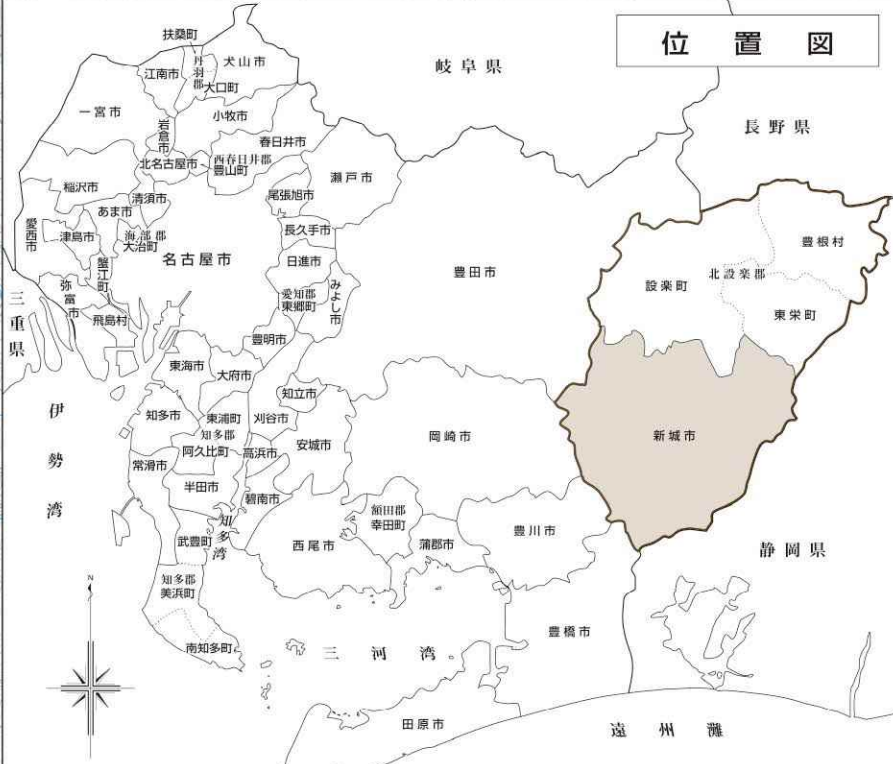 位置図
扶桑町
丹羽郡
犬山市
江南市
大口町
岐阜県
一宮市
小牧市
長野県
岩倉市
春日井市
北名古屋市
西春日井郡
豊山町
瀬戸市
稲沢市
清須市
尾張旭市
あま市
愛西市
津島市
海部郡
大治町
長久手市
豊根村
名古屋市
日進市
豊田市
北設楽郡
設楽町
蟹江町
弥富市
愛知郡
東郷町
みよし市
東栄町
三重県
飛島村
豊明市
東海市
大府市
知立市
伊勢湾
知多市
東浦町
刈谷市
岡崎市
新城市
知多郡
阿久比町
高浜市
安城市
常滑市
半田市
碧南市
額田郡
幸田町
豊川市
武豊町
知多湾
西尾市
蒲郡市
静岡県
知多郡
美浜町
N
豊橋市
南知多町
三河湾
田原市
遠州灘